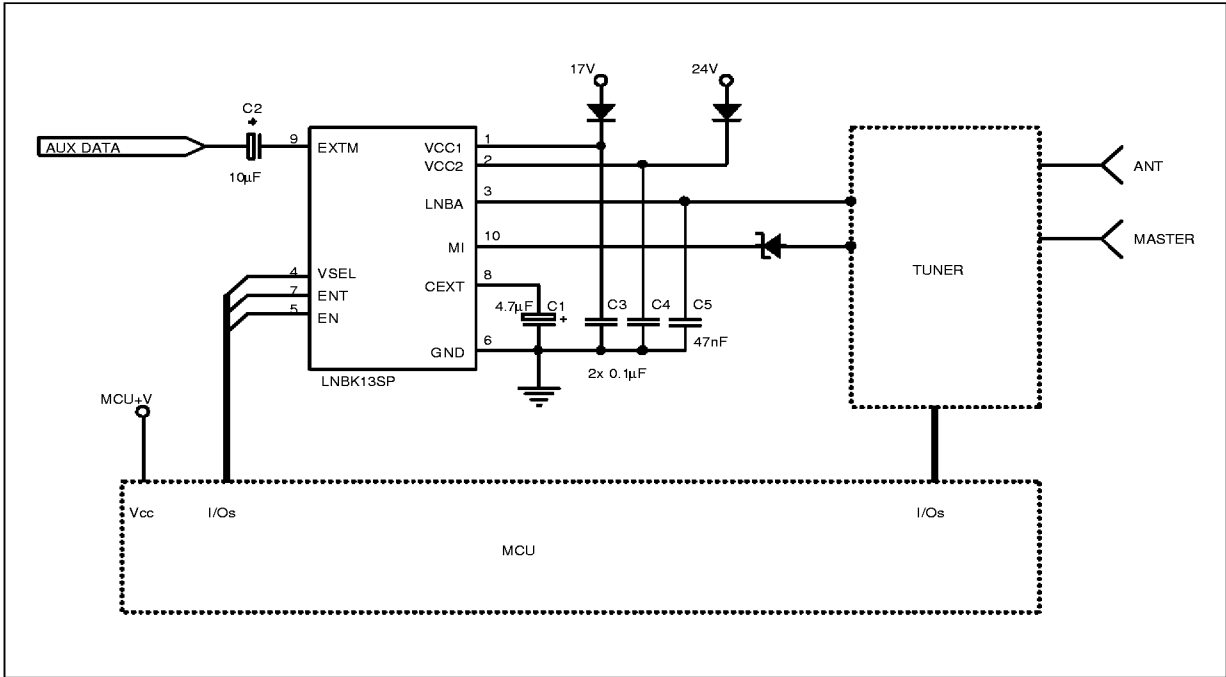 17V
24V
C2
+
AUX DATA
9
EXTM
10µF
VCC1
1
VCC2
2
LNBA
3
MI
10
ANT
MASTER
TUNER
4
VSEL
7
ENT
5
EN
CEXT
8
4.7µF
C1
+
C3
C4
C5
47nF
GND
6
2x 0.1µF
LNBK13SP
MCU+V
Vcc
I/Os
I/Os
MCU